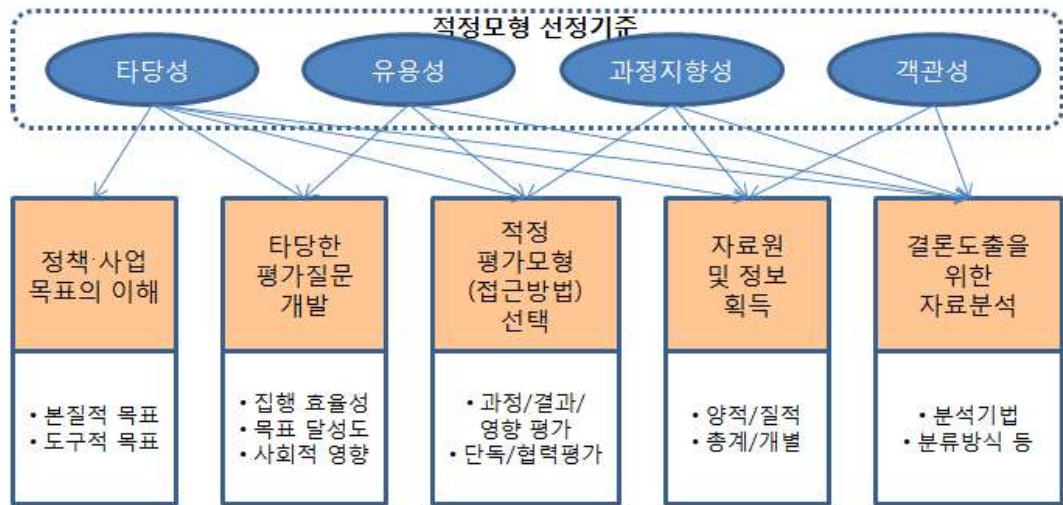 적정모형 선정기준
타당성
유용성
과정지향성
객관성
정책·사업
목표의 이해
• 본질적 목표
• 도구적 목표
타당한
평가질문
개발
• 집행 효율성
• 목표 달성도
• 사회적 영향
적정
평가모형
(접근방법)
선택
• 과정/결과/
영향 평가
• 단독/협력평가
자료원
및 정보
획득
• 양적/질적
• 총계/개별
결론도출을
위한
자료분석
• 분석기법
• 분류방식 등